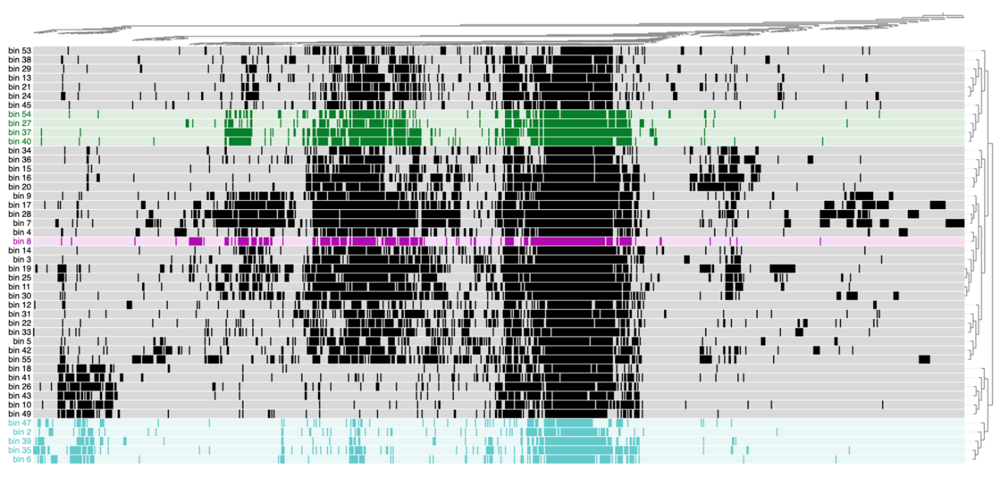 bin 53
bin 38
bin 29
bin 13
bin 21
bin 24
bin 45
bin 54
bin 27
bin 37
bin 40
bin 34
bin 36
bin 15
bin 16
bin 20
bin 9
bin 17
bin 28
bin 7
bin 4
bin 8
bin 14
bin 3
bin 19
bin 25
bin 11
bin 30
bin 12
bin 31
bin 22
bin 33
bin 5
bin 42
bin 55
bin 18
bin 41
bin 26
bin 43
bin 10
bin 49
bin 47
bin 2
bin 39
bin 35
bin 6